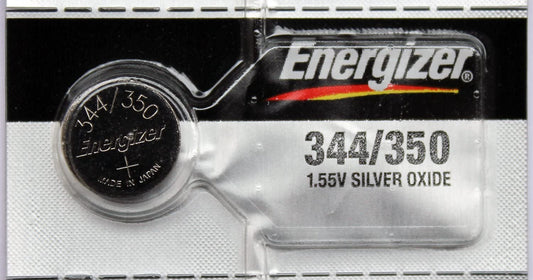 344/350
Energizer
+
MADE IN JAPAN
Energizer®
344/350
1.55V SILVER OXIDE